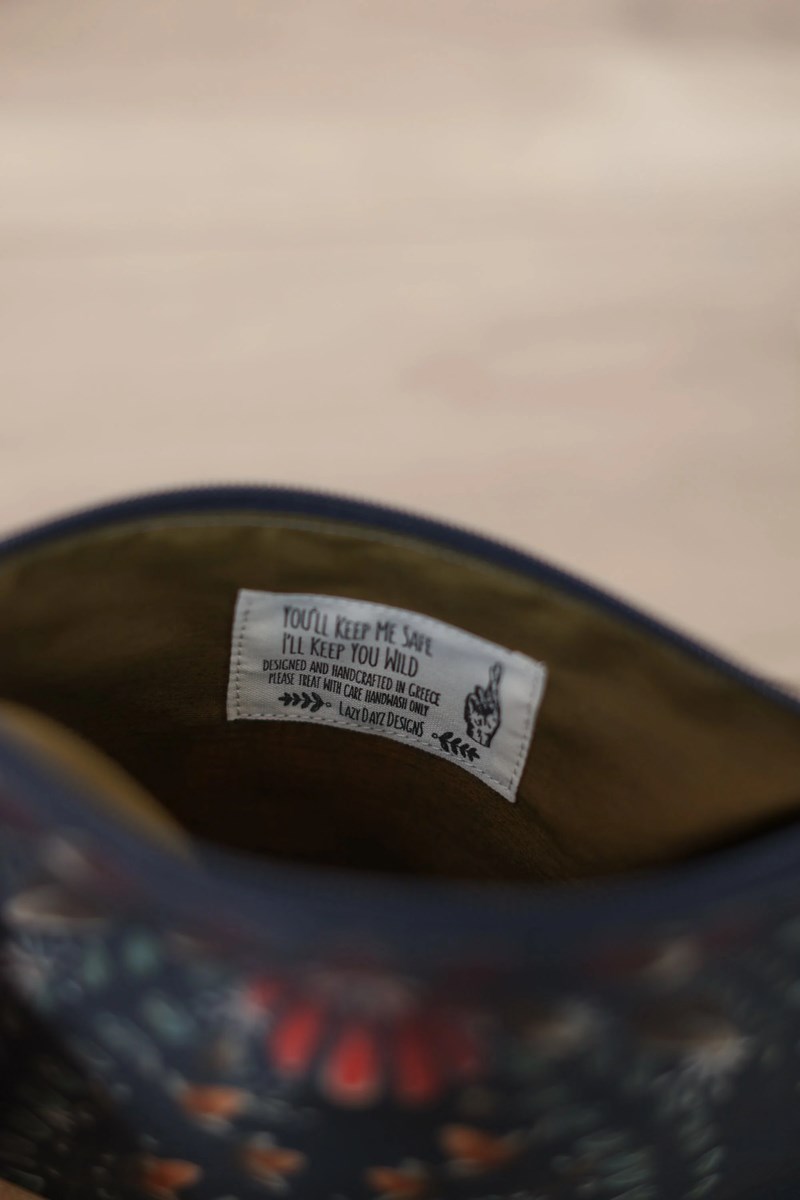 YOU'LL KEEP ME SAFE
I'LL KEEP YOU WILD
DESIGNED AND HANDCRAFTED IN GREECE
PLEASE TREAT WITH CARE HANDWASH ONLY
LAZY DAYZ DESIGNS